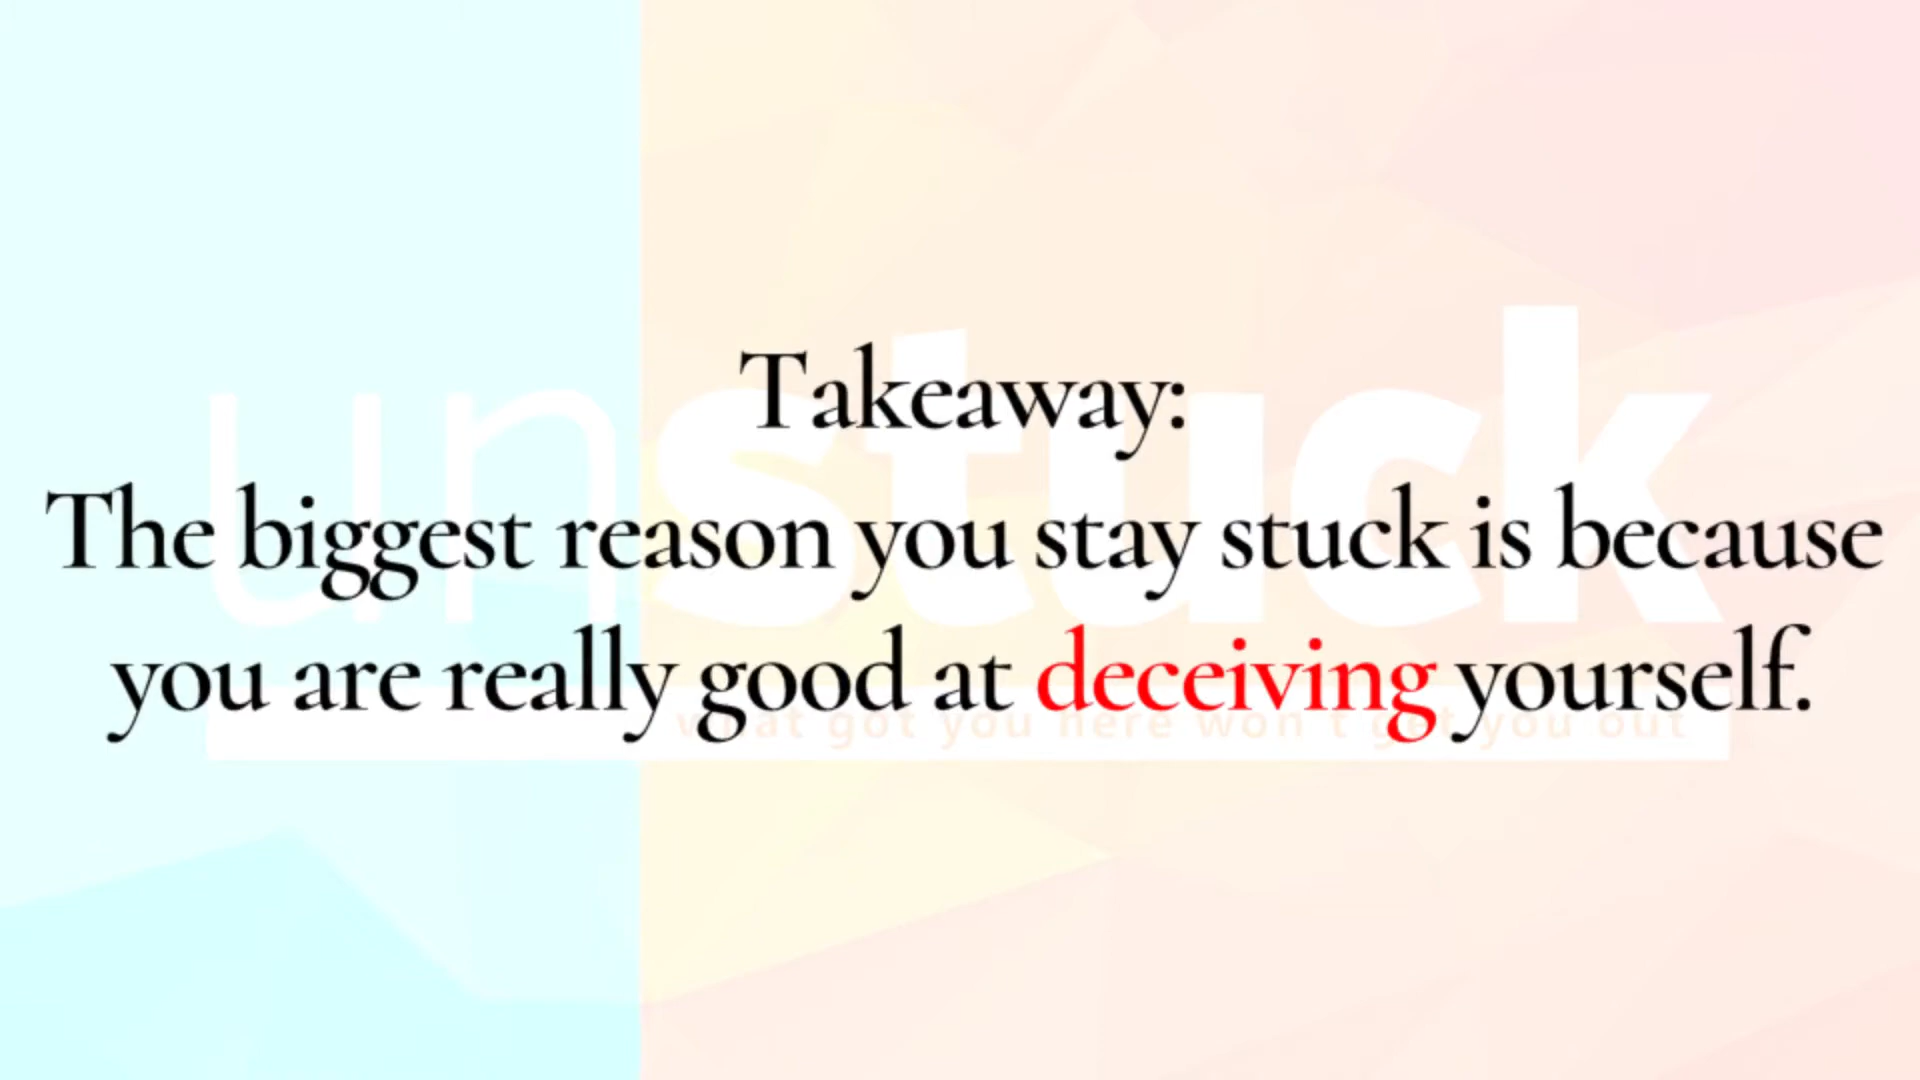 Takeaway:
The biggest reason you stay stuck is because
you are really good at deceiving yourself.
unstuck
what got you here won't get you out